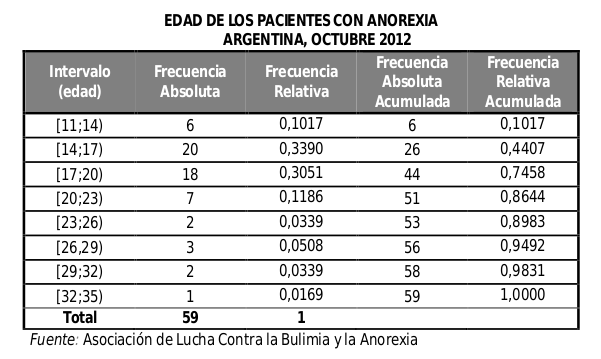 EDAD DE LOS PACIENTES CON ANOREXIA
ARGENTINA, OCTUBRE 2012
Intervalo (edad) Frecuencia Absoluta Frecuencia Relativa Frecuencia Absoluta Acumulada Frecuencia Relativa Acumulada
[11;14) 6 0,1017 6 0,1017
[14;17) 20 0,3390 26 0,4407
[17;20) 18 0,3051 44 0,7458
[20;23) 7 0,1186 51 0,8644
[23;26) 2 0,0339 53 0,8983
[26,29) 3 0,0508 56 0,9492
[29;32) 2 0,0339 58 0,9831
[32;35) 1 0,0169 59 1,0000
Total 59 1
Fuente: Asociación de Lucha Contra la Bulimia y la Anorexia